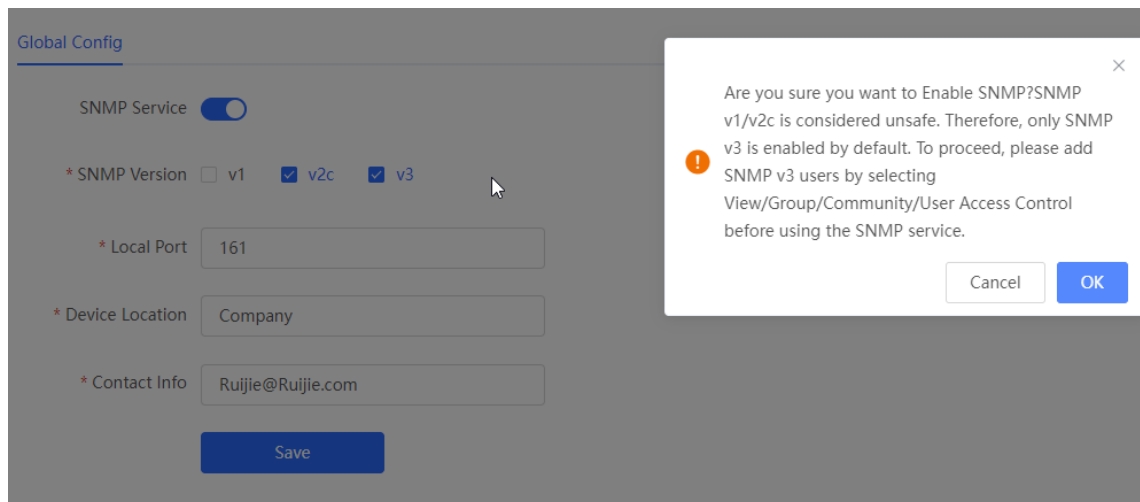 Global Config
SNMP Service
* SNMP Version v1 v2c v3
* Local Port 161
* Device Location Company
* Contact Info Ruijie@Ruijie.com
Save
Are you sure you want to Enable SNMP?SNMP
v1/v2c is considered unsafe. Therefore, only SNMP
v3 is enabled by default. To proceed, please add
SNMP v3 users by selecting
View/Group/Community/User Access Control
before using the SNMP service.
Cancel OK